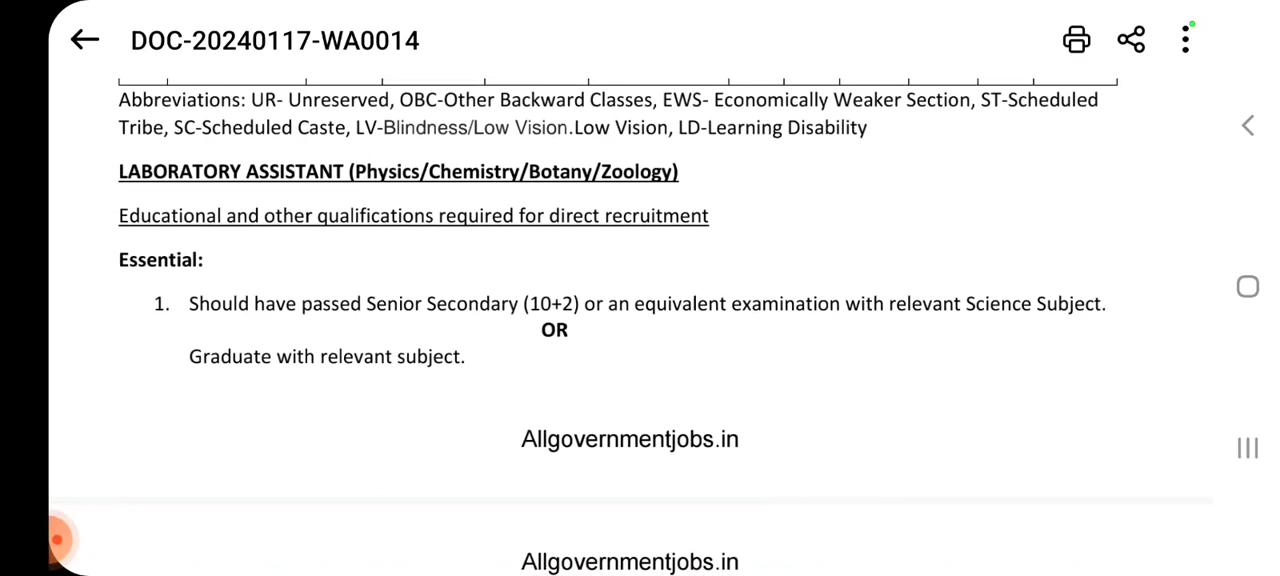 DOC-20240117-WA0014
Abbreviations: UR- Unreserved, OBC-Other Backward Classes, EWS- Economically Weaker Section, ST-Scheduled
Tribe, SC-Scheduled Caste, LV-Blindness/Low Vision.Low Vision, LD-Learning Disability
LABORATORY ASSISTANT (Physics/Chemistry/Botany/Zoology)
Educational and other qualifications required for direct recruitment
Essential:
1. Should have passed Senior Secondary (10+2) or an equivalent examination with relevant Science Subject.
OR
Graduate with relevant subject.
Allgovernmentjobs.in
Allgovernmentjobs.in